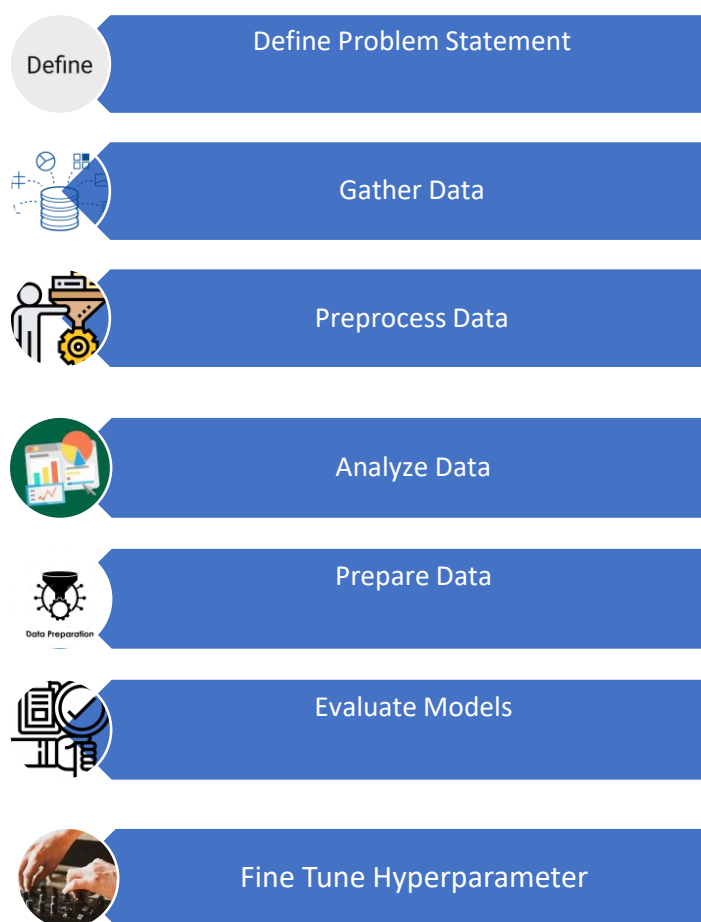 Define
Define Problem Statement
Gather Data
Preprocess Data
Analyze Data
Prepare Data
Data Preparation
Evaluate Models
Fine Tune Hyperparameter